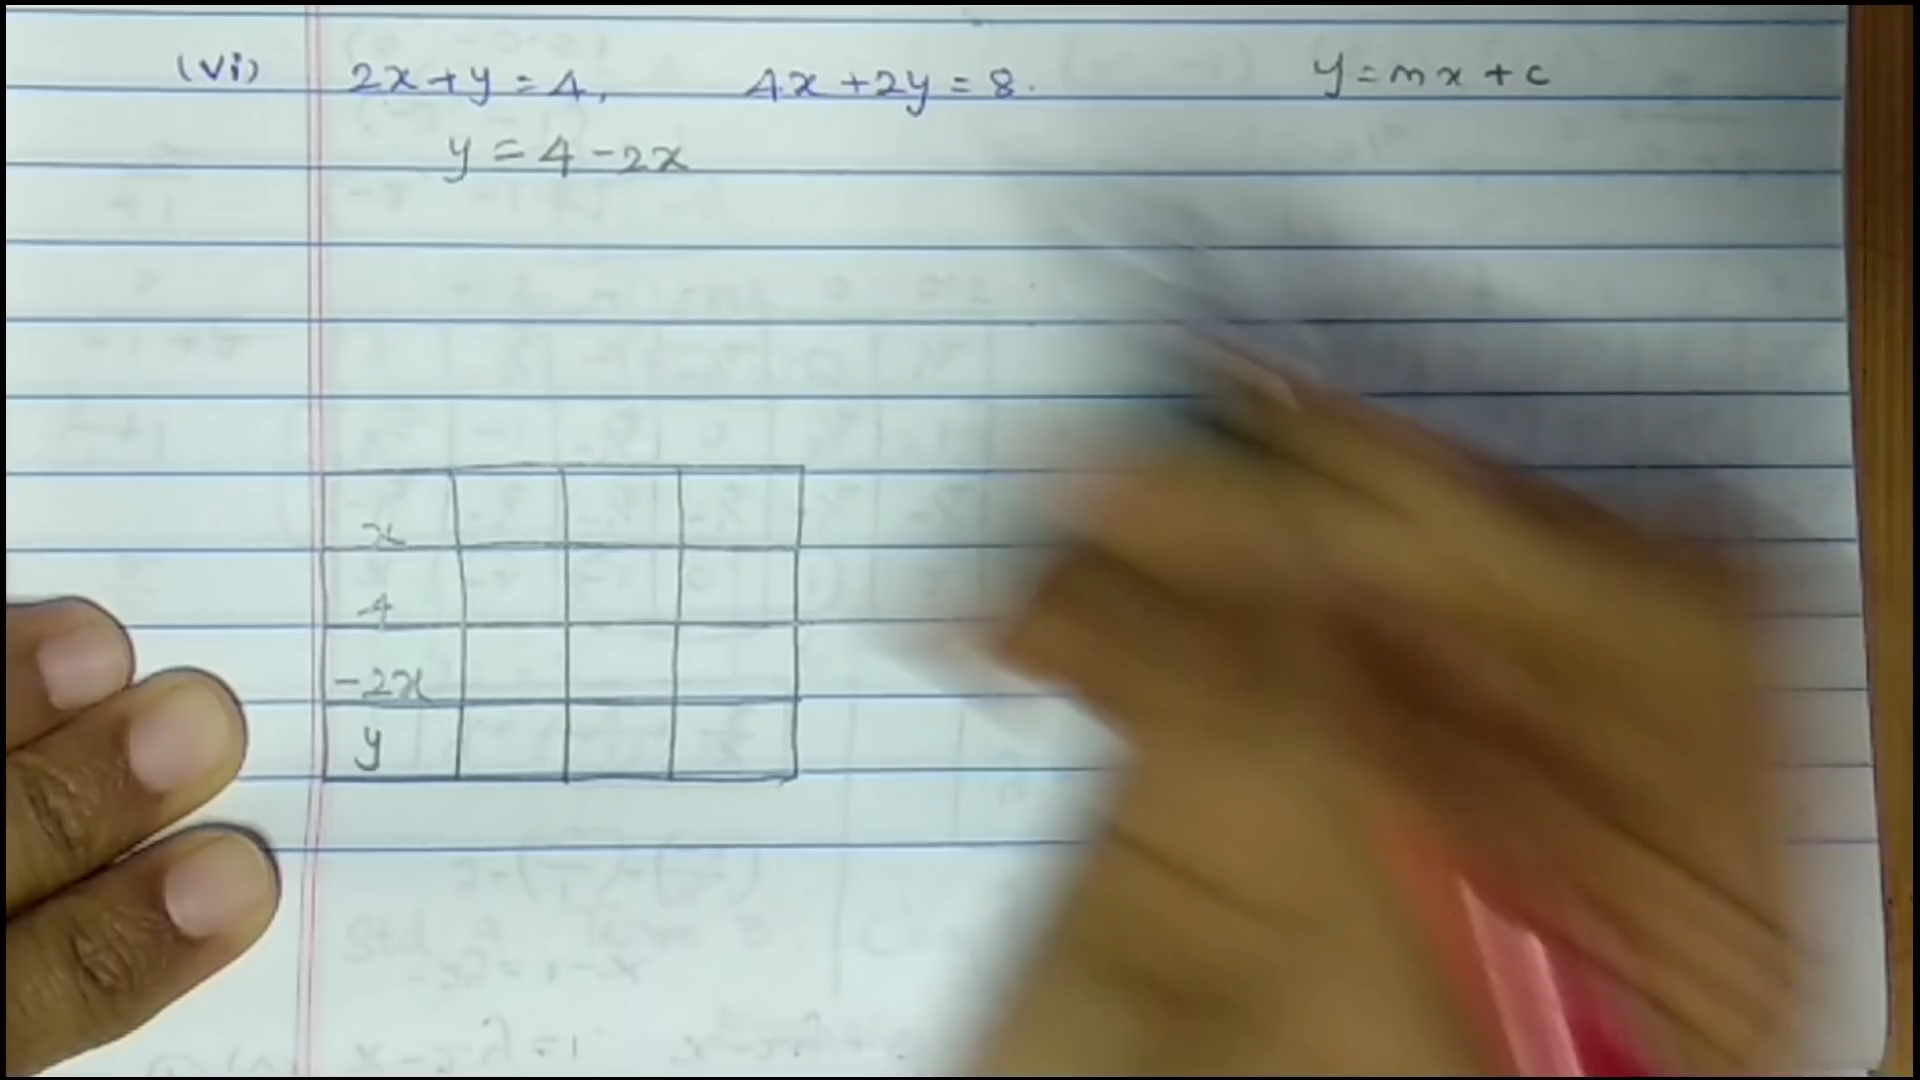 (vi) 2x+y=4, 4x+2y=8. y=mx+c
y=4-2x
x
4
-2x
y